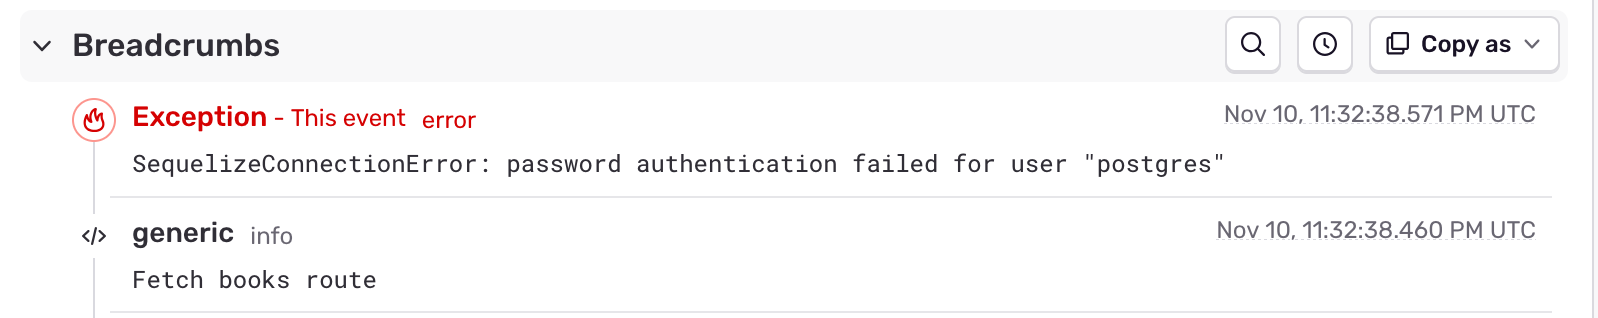 Breadcrumbs
Copy as
Exception - This event error
Nov 10, 11:32:38.571 PM UTC
SequelizeConnectionError: password authentication failed for user "postgres"
generic info
Nov 10, 11:32:38.460 PM UTC
Fetch books route